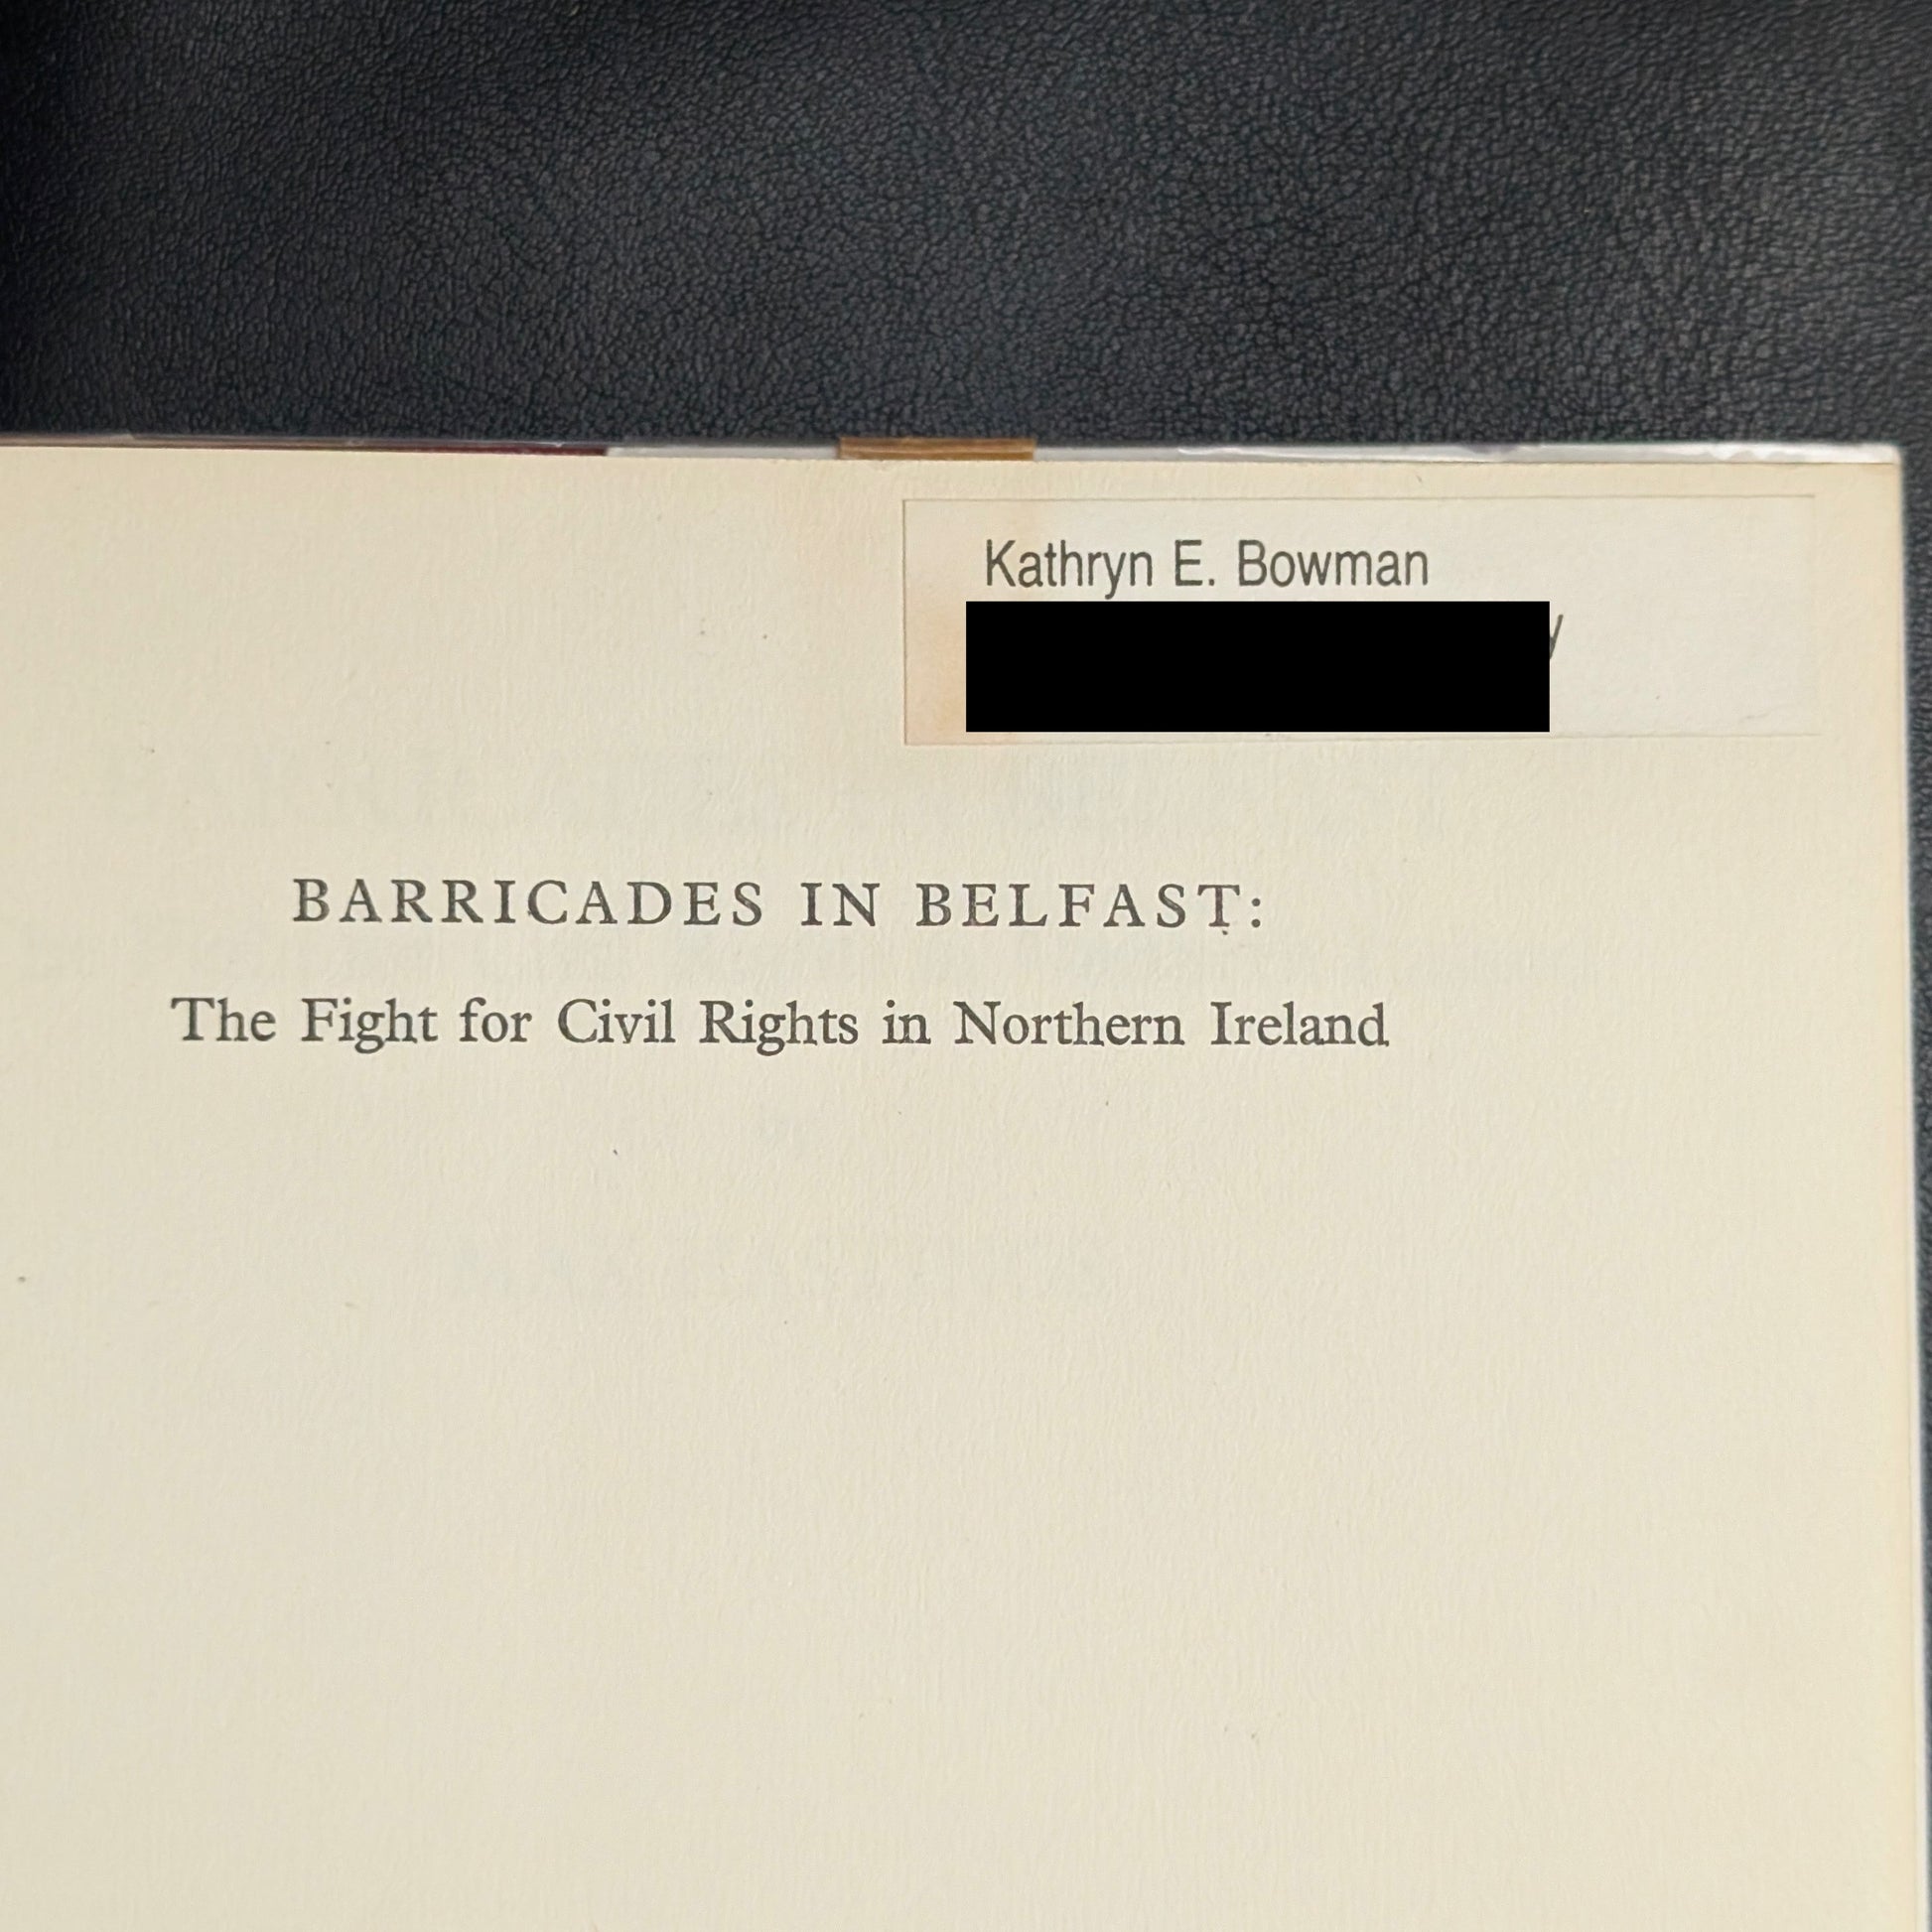 Kathryn E. Bowman
BARRICADES IN BELFAST:
The Fight for Civil Rights in Northern Ireland